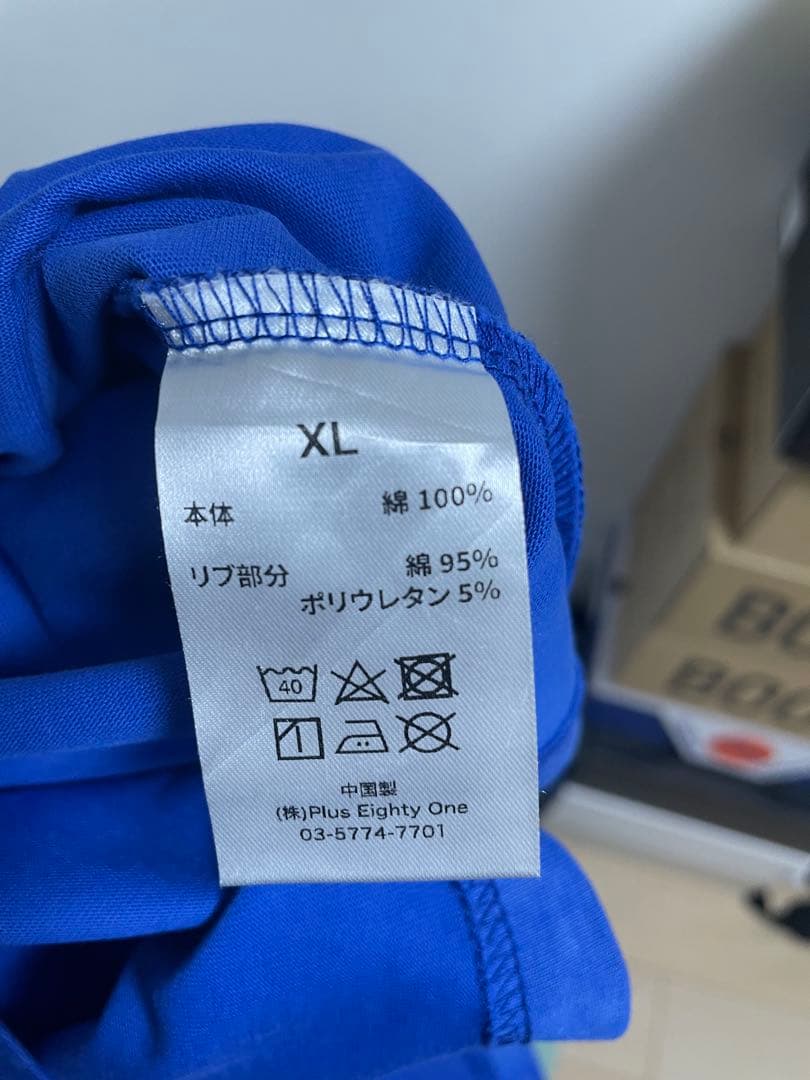 XL
本体 綿 100%
リブ部分 綿 95%
ポリウレタン 5%
40
中国製
(株)Plus Eighty One
03-5774-7701